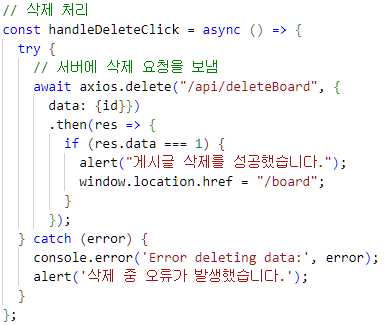 // 삭제 처리
const handleDeleteClick = async () => {
try {
// 서버에 삭제 요청을 보냄
await axios.delete("/api/deleteBoard", {
data: {id}})
.then(res => {
if (res.data === 1) {
alert("게시글 삭제를 성공했습니다.");
window.location.href = "/board";
}
});
} catch (error) {
console.error('Error deleting data:', error);
alert('삭제 중 오류가 발생했습니다.');
}
};